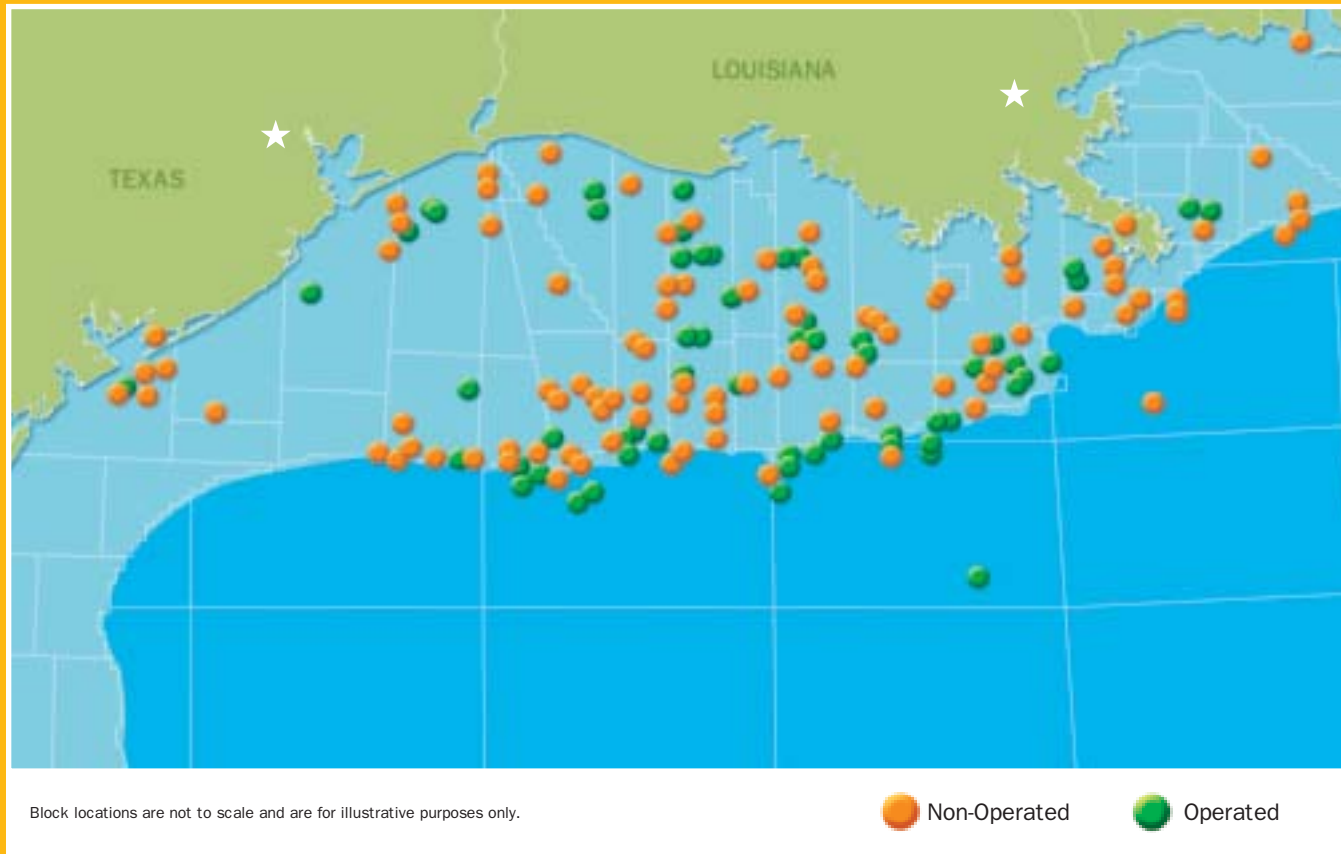 LOUISIANA
TEXAS
Block locations are not to scale and are for illustrative purposes only.
Non-Operated
Operated